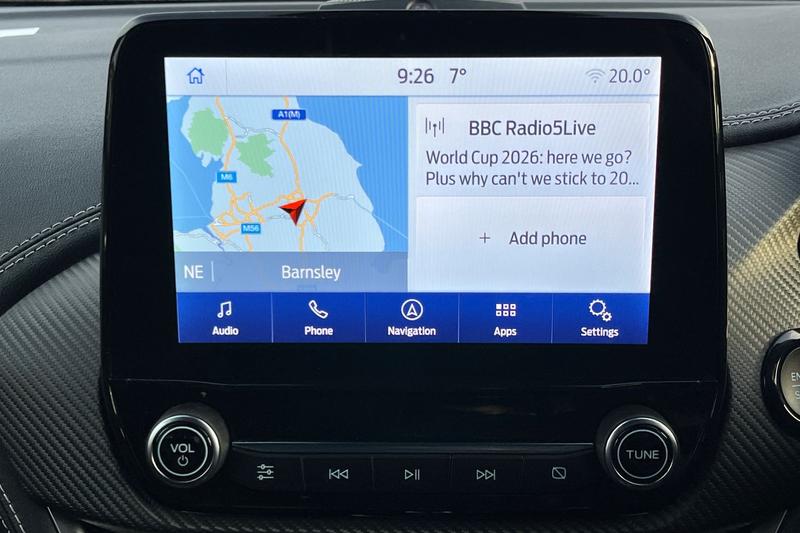 9:26 7°
20.0°
A1(M)
M6
M56
NE
Barnsley
BBC Radio5Live
World Cup 2026: here we go?
Plus why can't we stick to 20...
+ Add phone
Audio
Phone
Navigation
Apps
Settings
VOL
TUNE